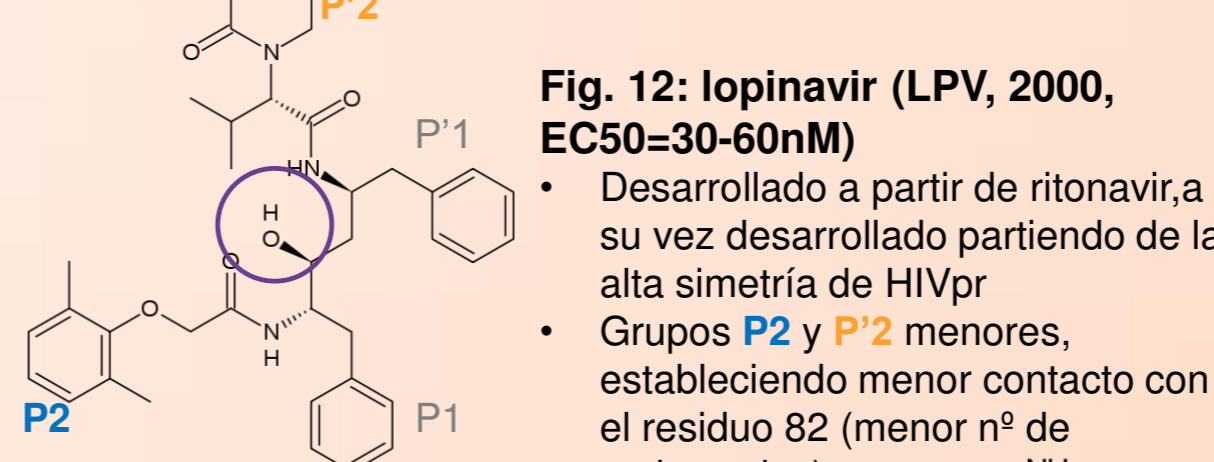 P'2
O
N
O
P'1
HN
H
O
O
O
N
H
P2
P1
Fig. 12: lopinavir (LPV, 2000,
EC50=30-60nM)
• Desarrollado a partir de ritonavir,a
su vez desarrollado partiendo de la
alta simetría de HIVpr
• Grupos P2 y P'2 menores,
estableciendo menor contacto con
el residuo 82 (menor nº de